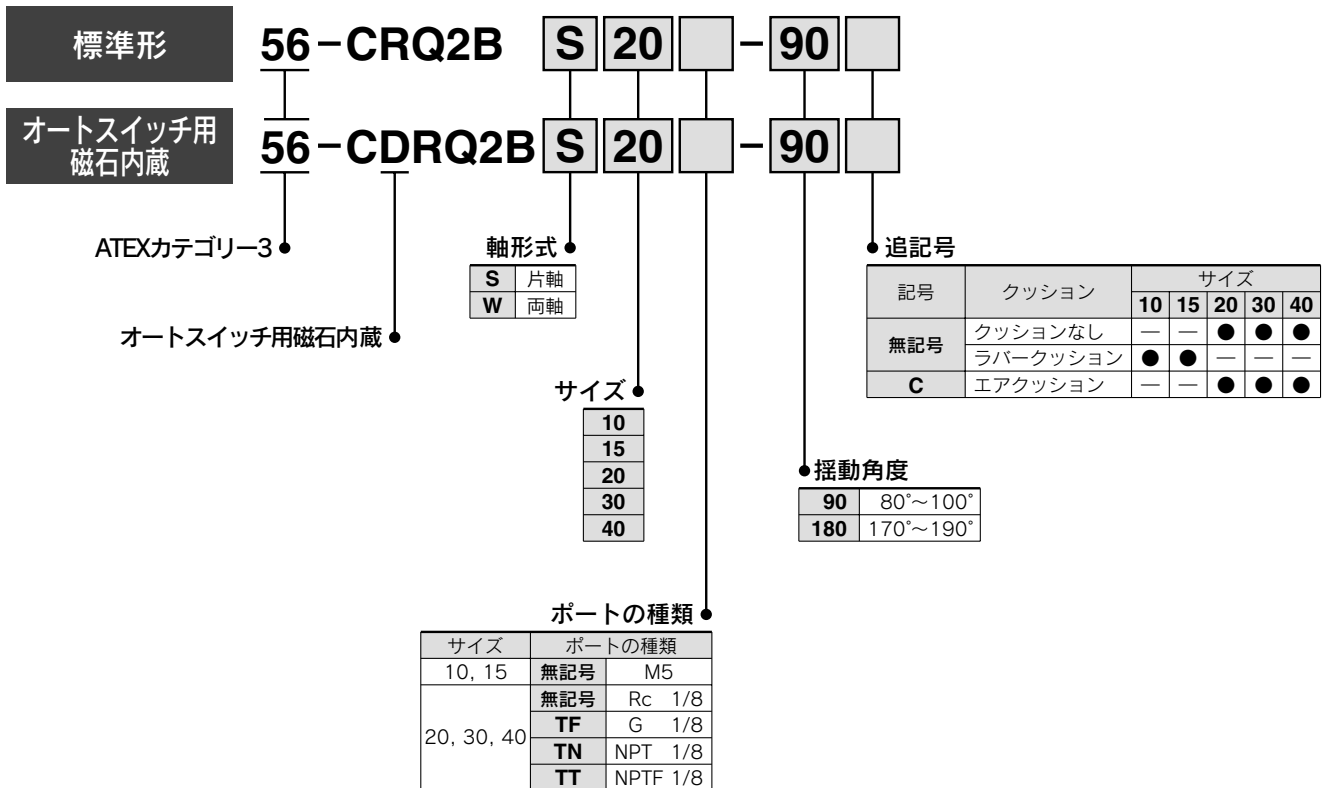 標準形 56-CRQ2B S 20 - 90
オートスイッチ用
磁石内蔵
56-CDRQ2B S 20 - 90
ATEXカテゴリー3
オートスイッチ用磁石内蔵
軸形式
S 片軸
W 両軸
サイズ
10
15
20
30
40
ポートの種類
サイズ ポートの種類
10, 15 無記号 M5
20, 30, 40 無記号 Rc 1/8
TF G 1/8
TN NPT 1/8
TT NPTF 1/8
揺動角度
90 80°～100°
180 170°～190°
追記号
記号 クッション サイズ
10 15 20 30 40
無記号 クッションなし — — ● ● ●
ラバークッション ● ● — — —
C エアクッション — — ● ● ●